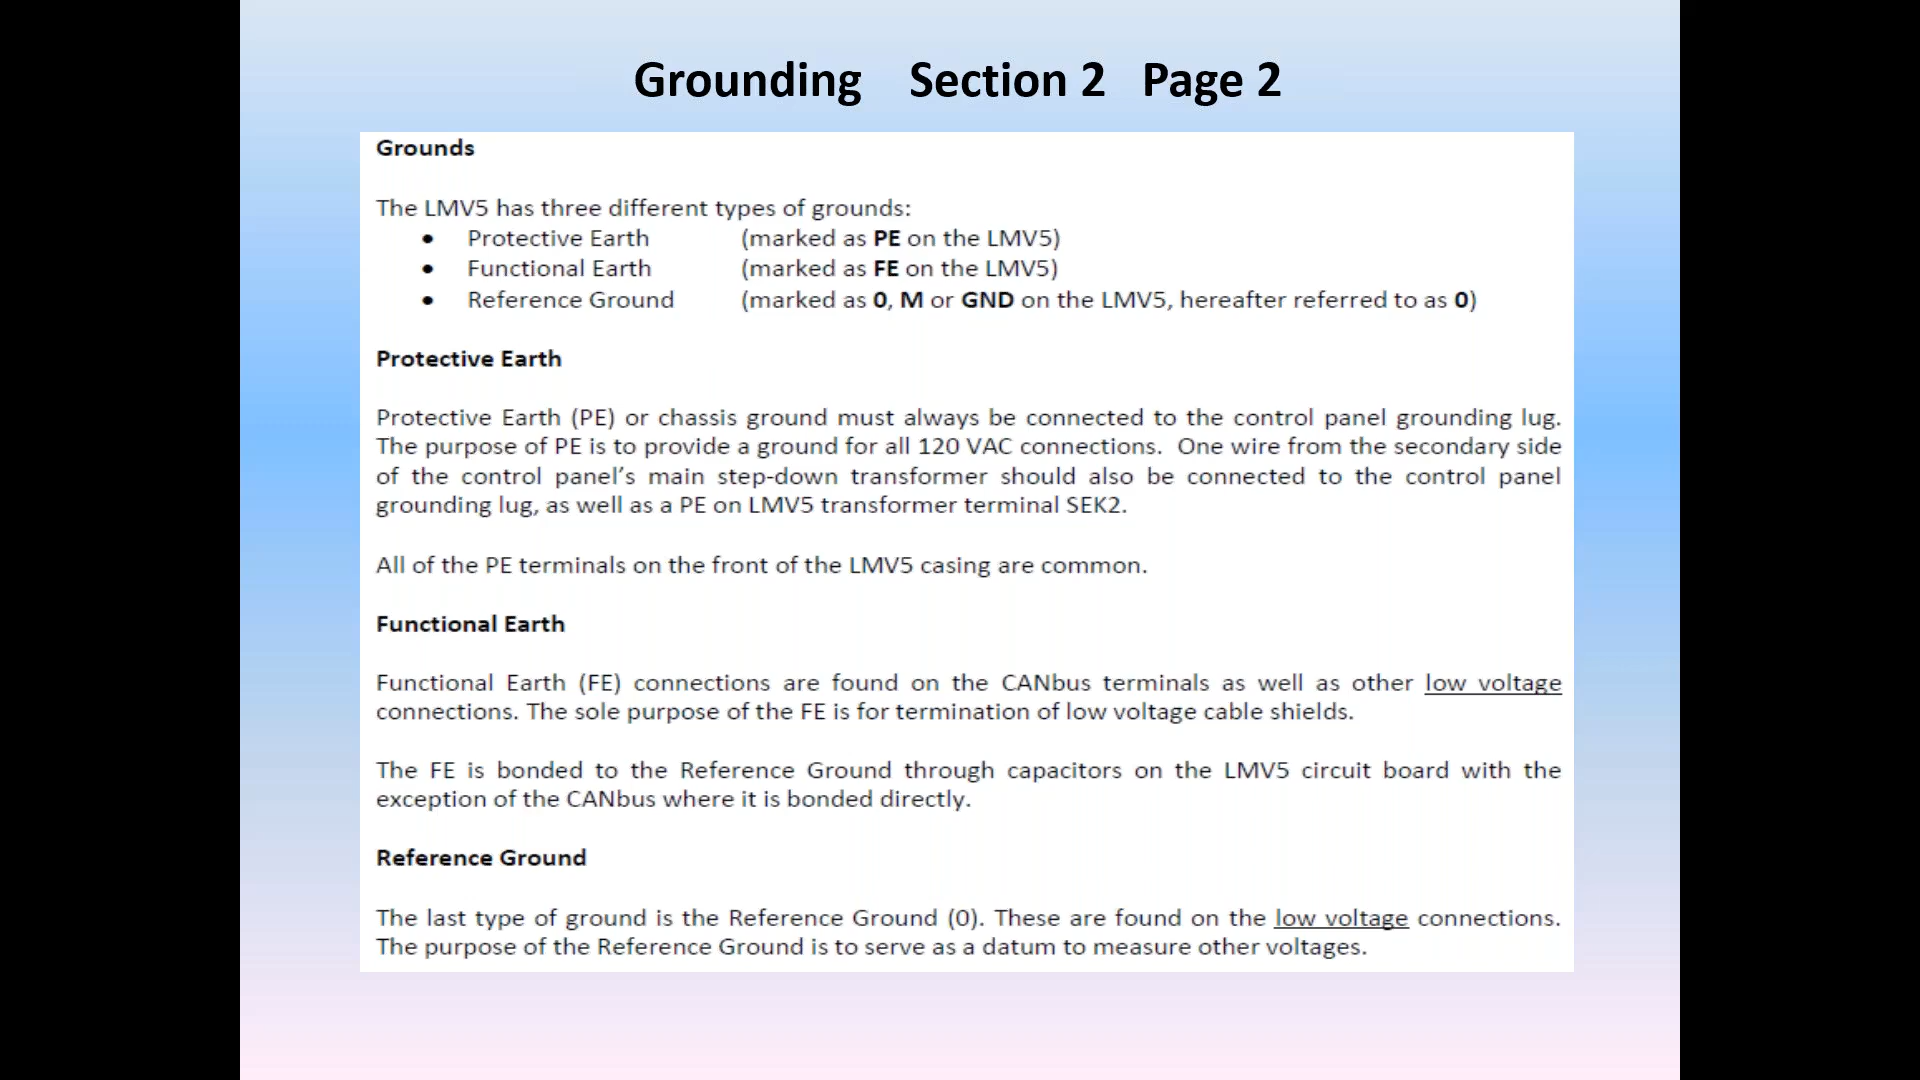 Grounding Section 2 Page 2
Grounds
The LMV5 has three different types of grounds:
• Protective Earth (marked as PE on the LMV5)
• Functional Earth (marked as FE on the LMV5)
• Reference Ground (marked as 0, M or GND on the LMV5, hereafter referred to as 0)
Protective Earth
Protective Earth (PE) or chassis ground must always be connected to the control panel grounding lug.
The purpose of PE is to provide a ground for all 120 VAC connections. One wire from the secondary side
of the control panel's main step-down transformer should also be connected to the control panel
grounding lug, as well as a PE on LMV5 transformer terminal SEK2.
All of the PE terminals on the front of the LMV5 casing are common.
Functional Earth
Functional Earth (FE) connections are found on the CANbus terminals as well as other low voltage
connections. The sole purpose of the FE is for termination of low voltage cable shields.
The FE is bonded to the Reference Ground through capacitors on the LMV5 circuit board with the
exception of the CANbus where it is bonded directly.
Reference Ground
The last type of ground is the Reference Ground (0). These are found on the low voltage connections.
The purpose of the Reference Ground is to serve as a datum to measure other voltages.